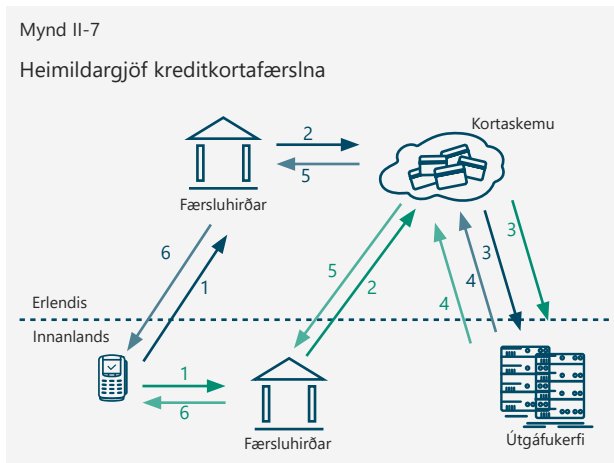 Mynd II-7
Heimildargjöf kreditkortafærslna
Kortaskemu
2
5
Færsluhirðar
6
1
5
2
4
4
3
3
Erlendis
Innanlands
1
6
Færsluhirðar
Útgáfukerfi